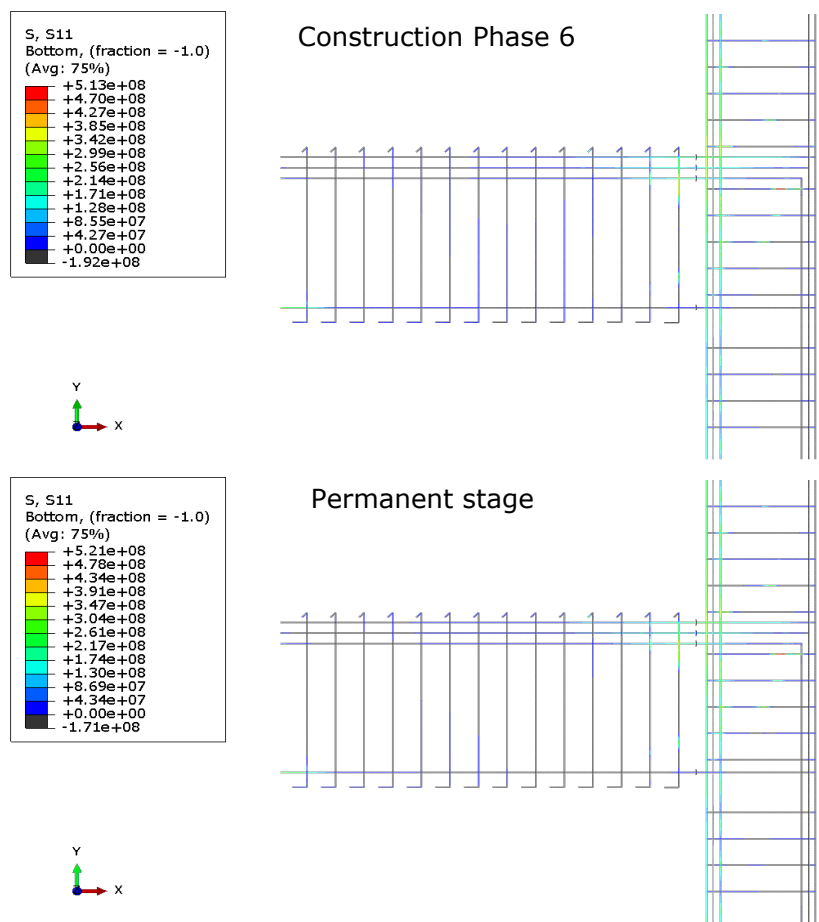 Construction Phase 6
S, S11
Bottom, (fraction = -1.0)
(Avg: 75%)
+5.13e+08
+4.70e+08
+4.27e+08
+3.85e+08
+3.42e+08
+2.99e+08
+2.56e+08
+2.14e+08
+1.71e+08
+1.28e+08
+8.55e+07
+4.27e+07
+0.00e+00
-1.92e+08
Y
X
Permanent stage
S, S11
Bottom, (fraction = -1.0)
(Avg: 75%)
+5.21e+08
+4.78e+08
+4.34e+08
+3.91e+08
+3.47e+08
+3.04e+08
+2.61e+08
+2.17e+08
+1.74e+08
+1.30e+08
+8.69e+07
+4.34e+07
+0.00e+00
-1.71e+08
Y
X